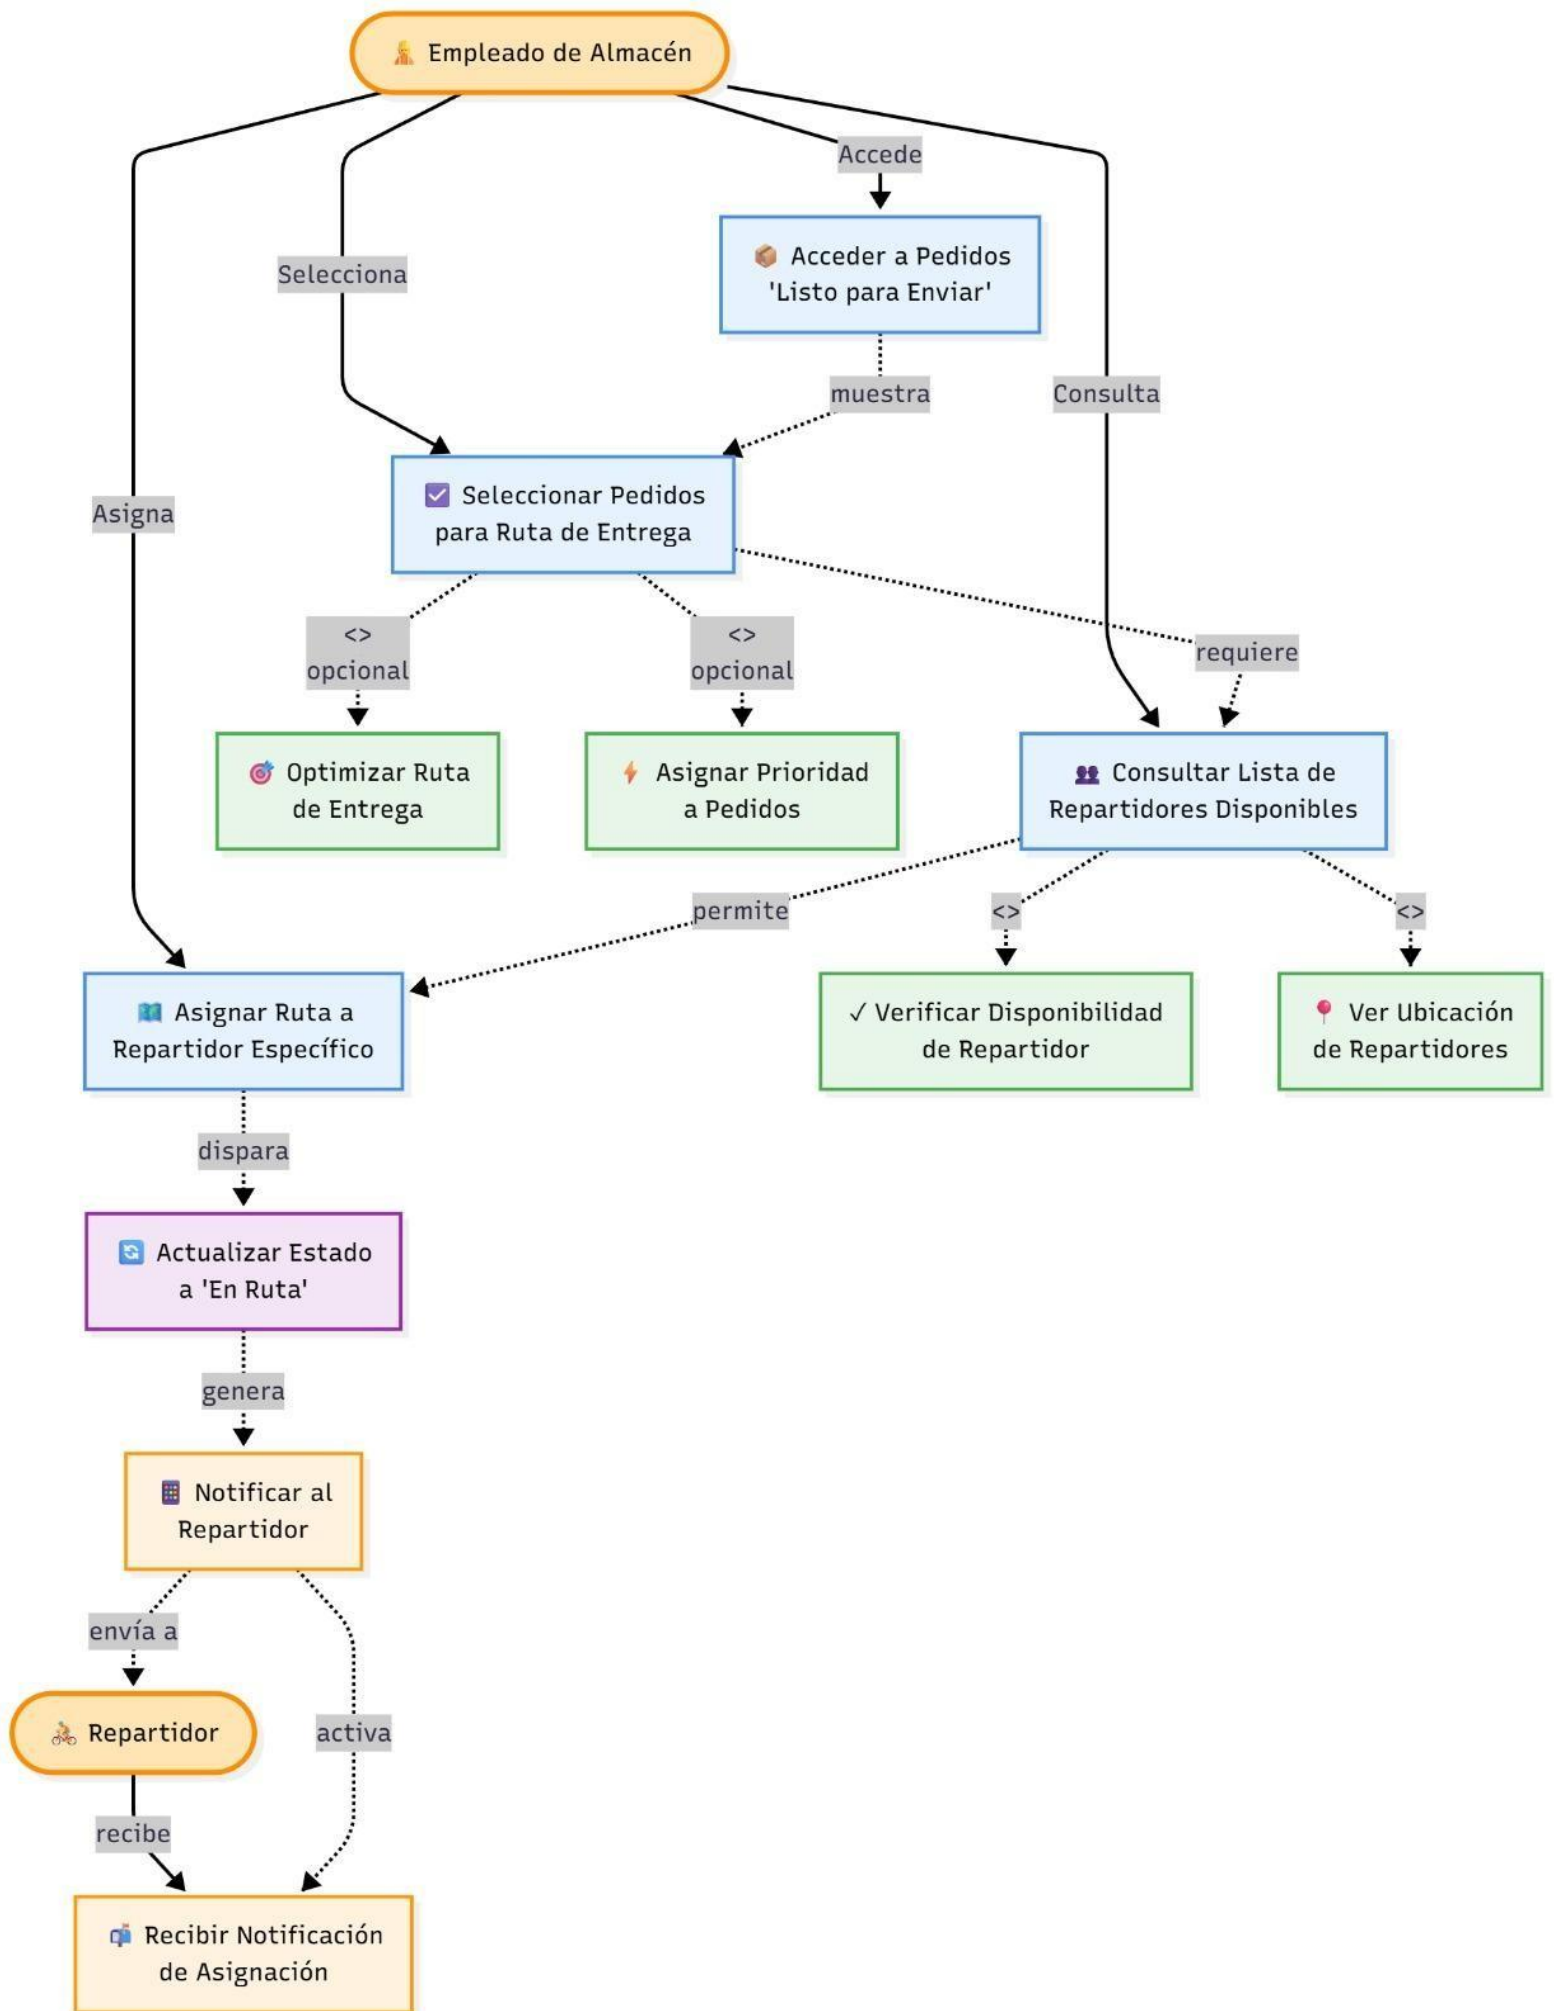 Empleado de Almacén
Accede
Acceder a Pedidos
'Listo para Enviar'
Selecciona
muestra
Consulta
Seleccionar Pedidos
para Ruta de Entrega
Asigna
<>
opcional
<>
opcional
requiere
Optimizar Ruta
de Entrega
Asignar Prioridad
a Pedidos
Consultar Lista de
Repartidores Disponibles
permite
<>
<>
Asignar Ruta a
Repartidor Específico
✓ Verificar Disponibilidad
de Repartidor
Ver Ubicación
de Repartidores
dispara
Actualizar Estado
a 'En Ruta'
genera
Notificar al
Repartidor
envía a
Repartidor
activa
recibe
Recibir Notificación
de Asignación